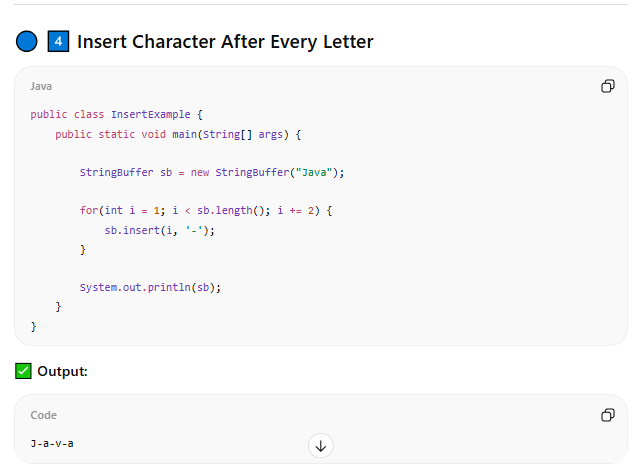 4 Insert Character After Every Letter
Java
public class InsertExample {
public static void main(String[] args) {
StringBuffer sb = new StringBuffer("Java");
for(int i = 1; i < sb.length(); i += 2) {
sb.insert(i, '-');
}
System.out.println(sb);
}
}
Output:
Code
J-a-v-a